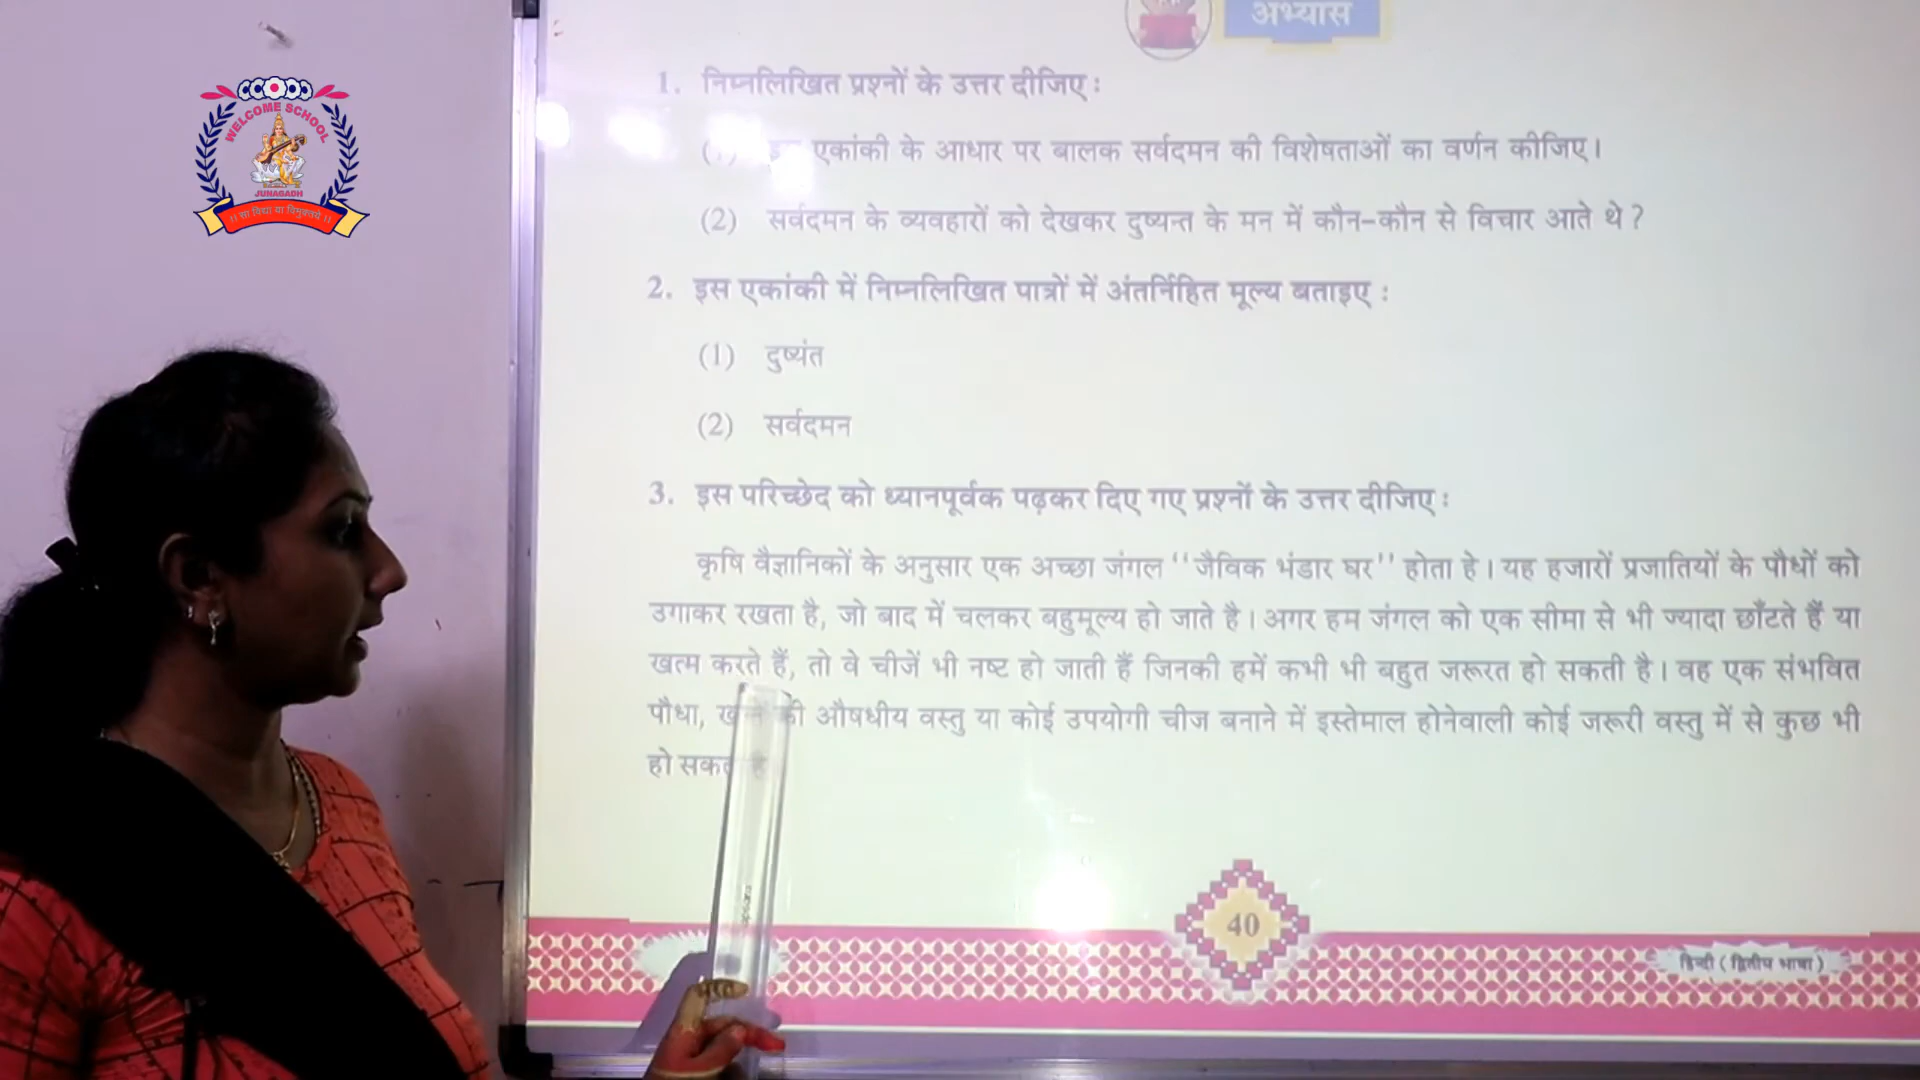 WELCOME SCHOOL
JUNAGADH
।। सा विद्या या विमुक्तये ।।
अभ्यास
1. निम्नलिखित प्रश्नों के उत्तर दीजिए :
एकांकी के आधार पर बालक सर्वदमन की विशेषताओं का वर्णन कीजिए।
(2) सर्वदमन के व्यवहारों को देखकर दुष्यन्त के मन में कौन-कौन से विचार आते थे ?
2. इस एकांकी में निम्नलिखित पात्रों में अंतर्निहित मूल्य बताइए :
(1) दुष्यंत
(2) सर्वदमन
3. इस परिच्छेद को ध्यानपूर्वक पढ़कर दिए गए प्रश्नों के उत्तर दीजिए :
कृषि वैज्ञानिकों के अनुसार एक अच्छा जंगल ‘‘जैविक भंडार घर’’ होता हे। यह हजारों प्रजातियों के पौधों को
उगाकर रखता है, जो बाद में चलकर बहुमूल्य हो जाते है। अगर हम जंगल को एक सीमा से भी ज्यादा छाँटते हैं या
खत्म करते हैं, तो वे चीजें भी नष्ट हो जाती हैं जिनकी हमें कभी भी बहुत जरूरत हो सकती है। वह एक संभवित
पौधा, की औषधीय वस्तु या कोई उपयोगी चीज बनाने में इस्तेमाल होनेवाली कोई जरूरी वस्तु में से कुछ भी
हो
40
हिन्दी (द्वितीय भाषा)